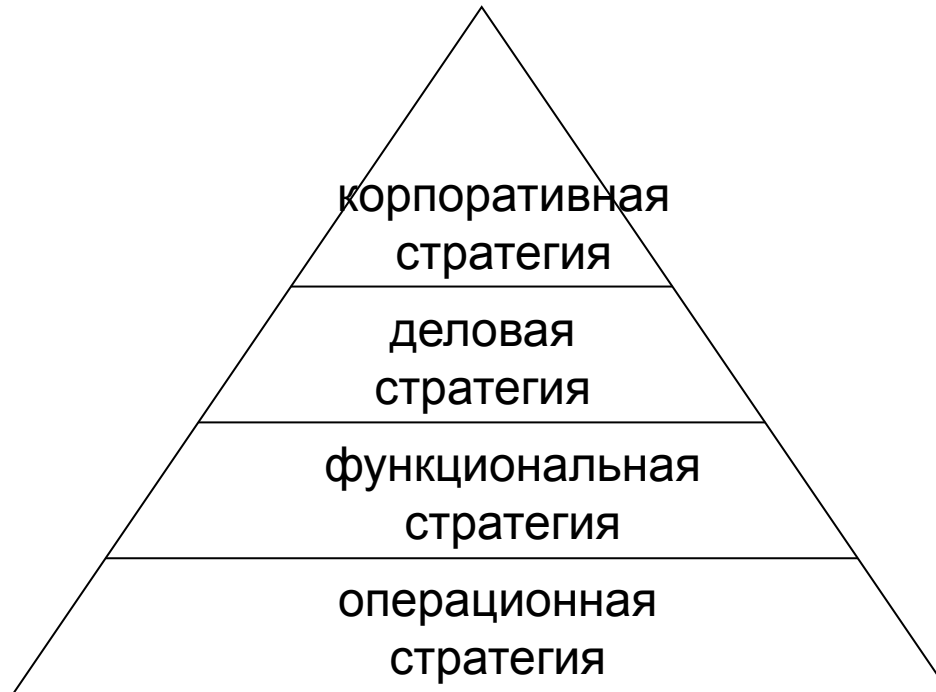 корпоративная
стратегия
деловая
стратегия
функциональная
стратегия
операционная
стратегия